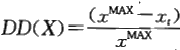 DD(X) = (x^MAX − x_t) / x^MAX